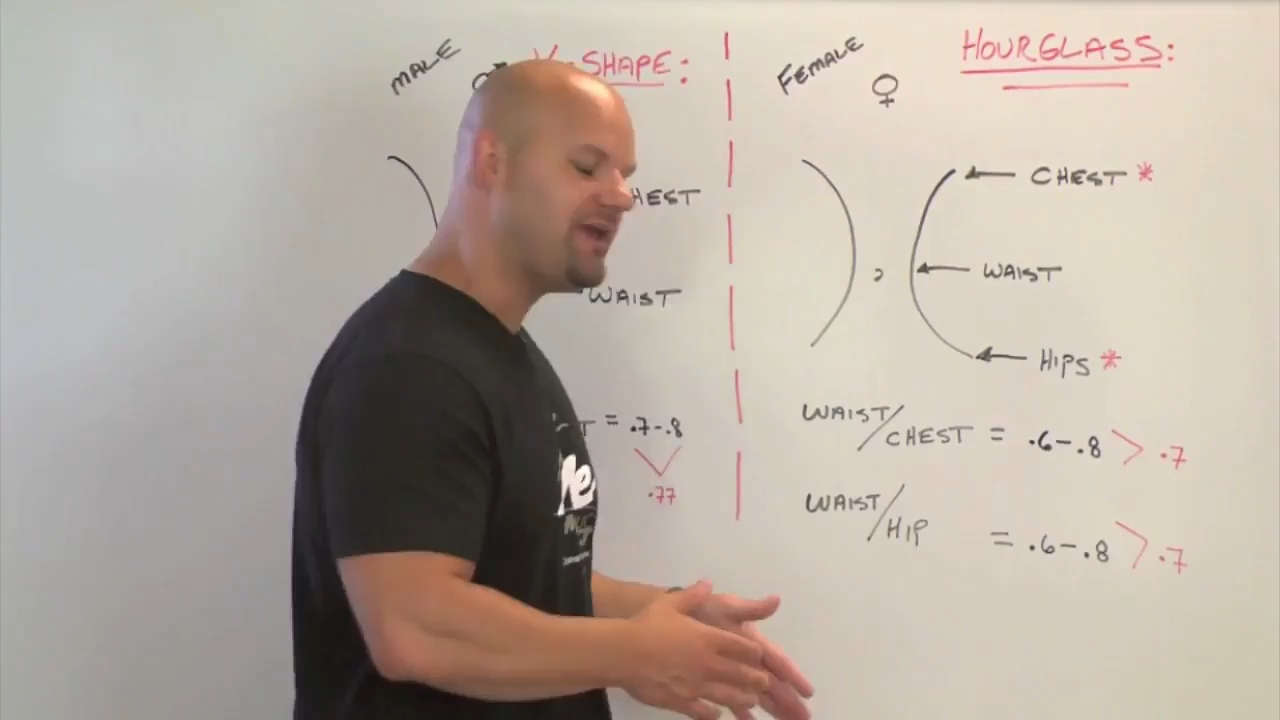 MALE ♂
SHAPE:
WAIST
= .7-.8
.77
FEMALE
♀
HOURGLASS:
CHEST *
WAIST
HIPS *
WAIST/CHEST = .6-.8 > .7
WAIST/HIP = .6-.8 > .7